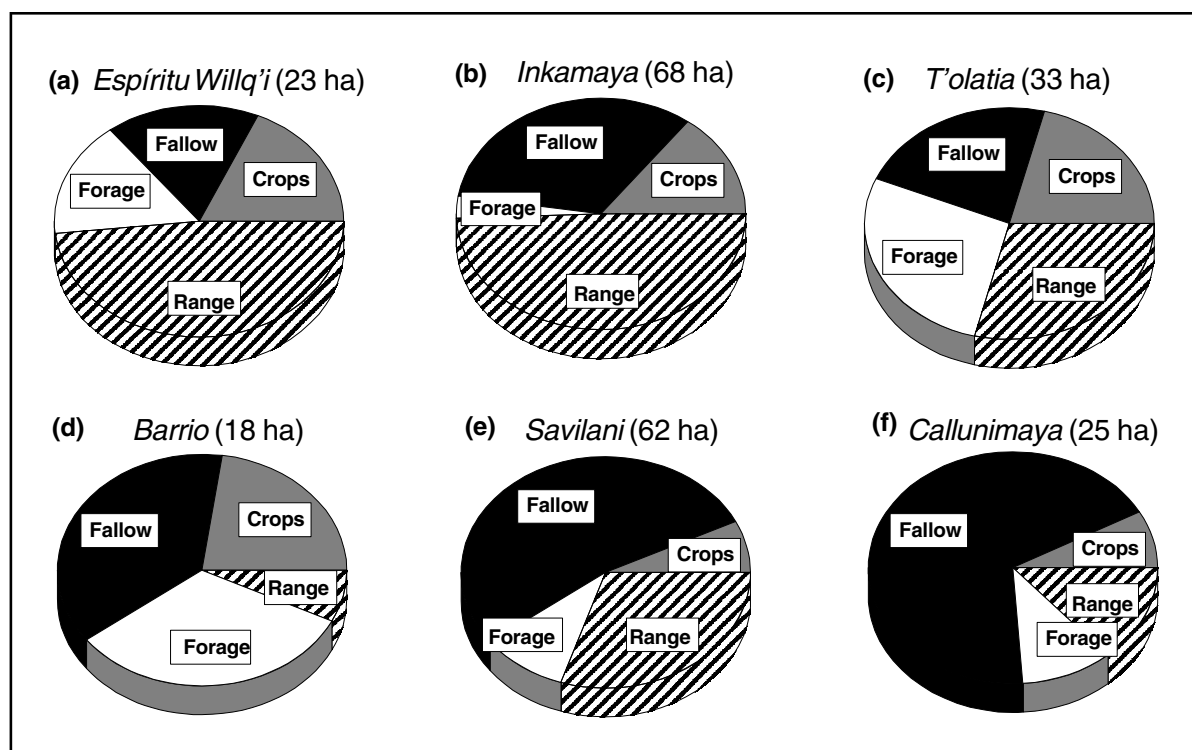 (a) Espíritu Willq'i (23 ha)
Fallow
Crops
Forage
Range
(b) Inkamaya (68 ha)
Fallow
Crops
Forage
Range
(c) T'olatia (33 ha)
Fallow
Crops
Forage
Range
(d) Barrio (18 ha)
Fallow
Crops
Range
Forage
(e) Savilani (62 ha)
Fallow
Crops
Forage
Range
(f) Callunimaya (25 ha)
Fallow
Crops
Range
Forage